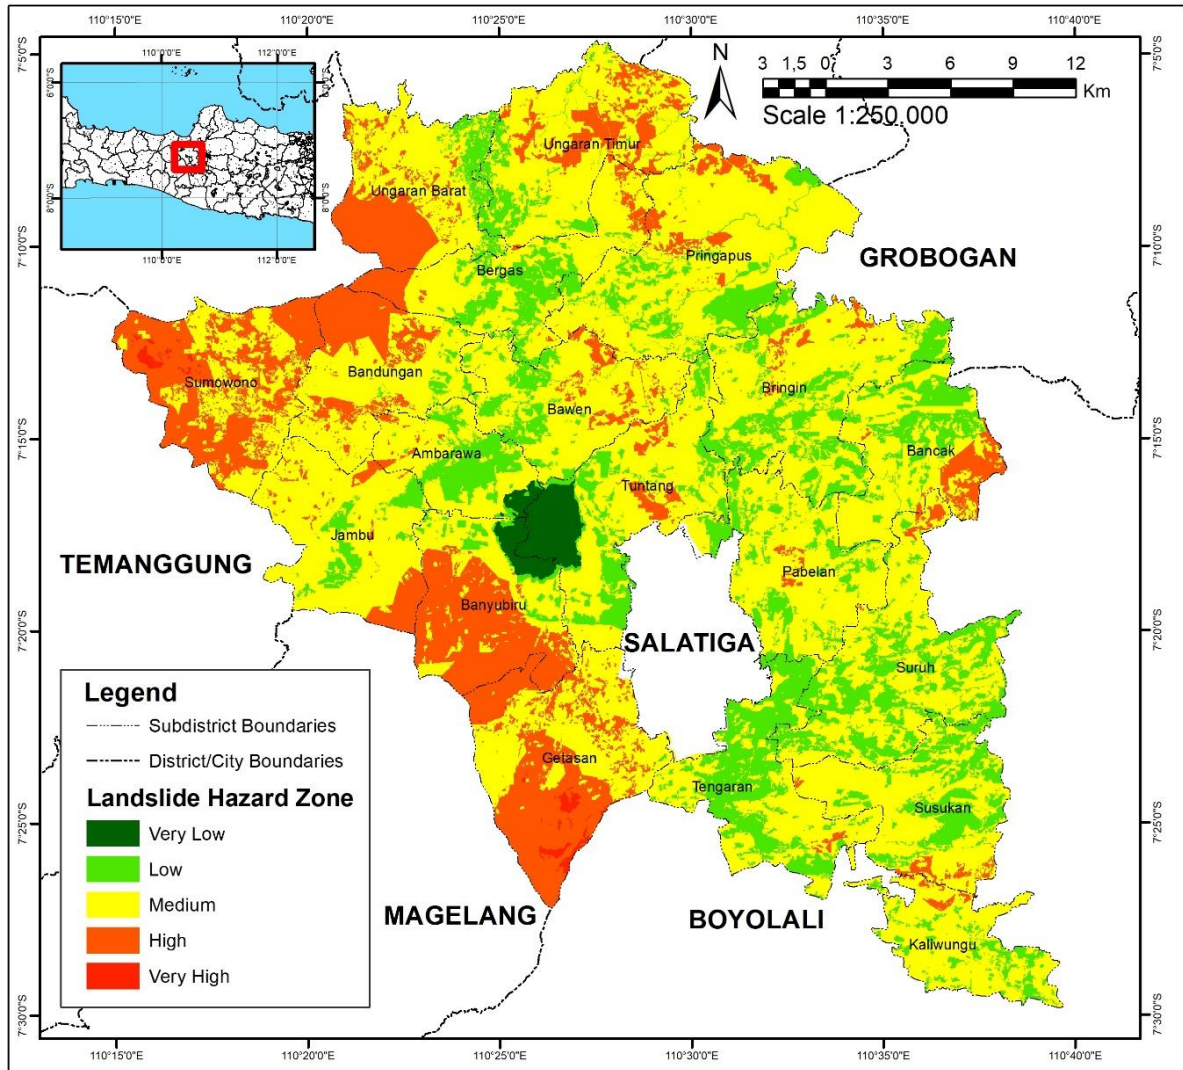 110°15'0"E 110°20'0"E 110°25'0"E 110°30'0"E 110°35'0"E 110°40'0"E
7°5'0"S
7°5'0"S
110°0'0"E 112°0'0"E
6°0'0"S
6°0'0"S
8°0'0"S
8°0'0"S
110°0'0"E 112°0'0"E
N
3 1,5 0 3 6 9 12
Km
Scale 1:250.000
Ungaran Timur
Ungaran Barat
7°10'0"S
7°10'0"S
Pringapus
GROBOGAN
Bergas
Bandungan
Sumowono
Bringin
Bawen
7°15'0"S
7°15'0"S
Ambarawa
Bancak
Tuntang
Jambu
TEMANGGUNG
Pabelan
Banyubiru
7°20'0"S
7°20'0"S
SALATIGA
Suruh
Legend
Subdistrict Boundaries
District/City Boundaries
Landslide Hazard Zone
Very Low
Low
Medium
High
Very High
Getasan
Tengaran
Susukan
7°25'0"S
7°25'0"S
MAGELANG
BOYOLALI
Kaliwungu
7°30'0"S
7°30'0"S
110°15'0"E 110°20'0"E 110°25'0"E 110°30'0"E 110°35'0"E 110°40'0"E